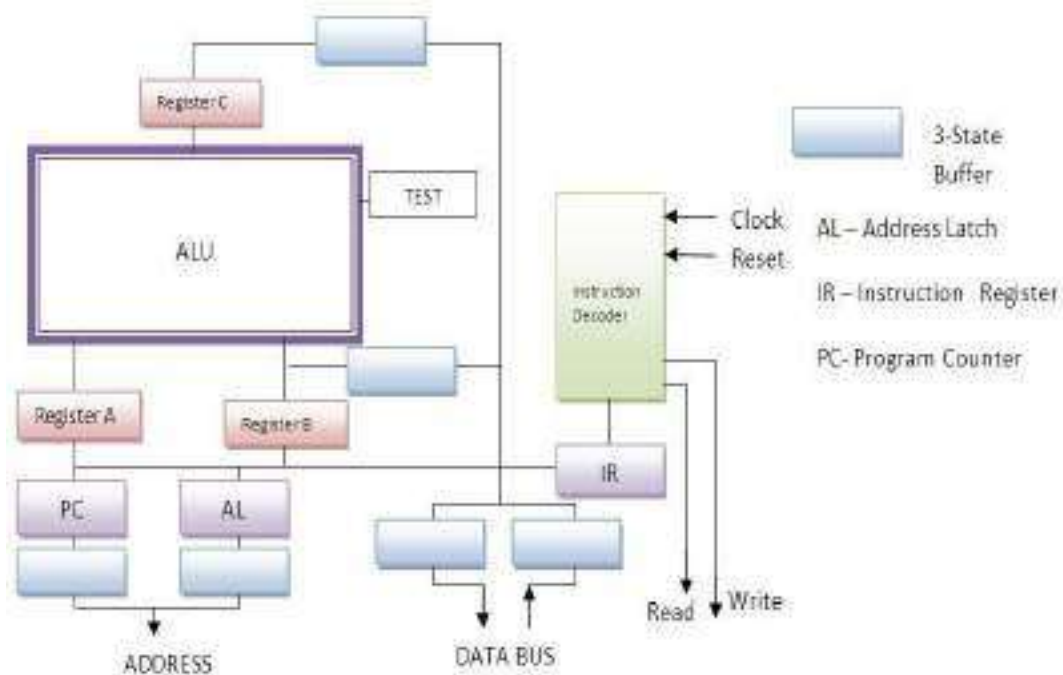 Register C
3-State
Buffer
TEST
Clock
AL – Address Latch
ALU
Reset
Instruction
Decoder
IR – Instruction Register
PC- Program Counter
Register A
Register B
IR
PC
AL
Read
Write
ADDRESS
DATA BUS